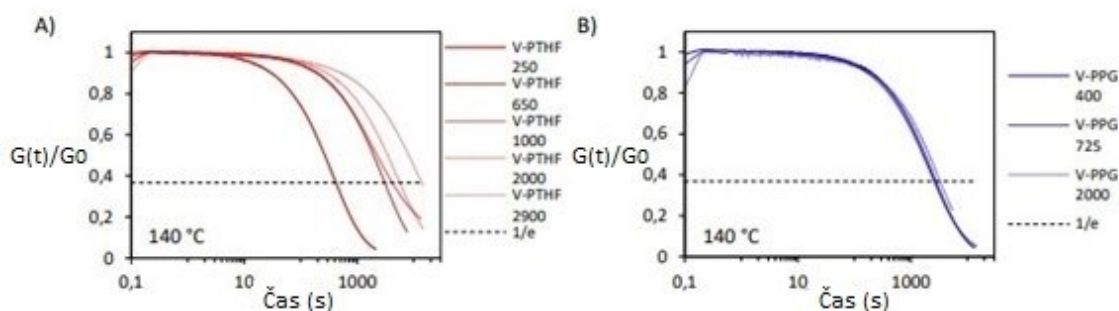 A)
1
0,8
0,6
G(t)/G0
0,4
0,2
0
140 °C
0,1
10
1000
Čas (s)
V-PTHF
250
V-PTHF
650
V-PTHF
1000
V-PTHF
2000
V-PTHF
2900
1/e
B)
1
0,8
0,6
G(t)/G0
0,4
0,2
0
140 °C
0,1
10
1000
Čas (s)
V-PPG
400
V-PPG
725
V-PPG
2000
1/e